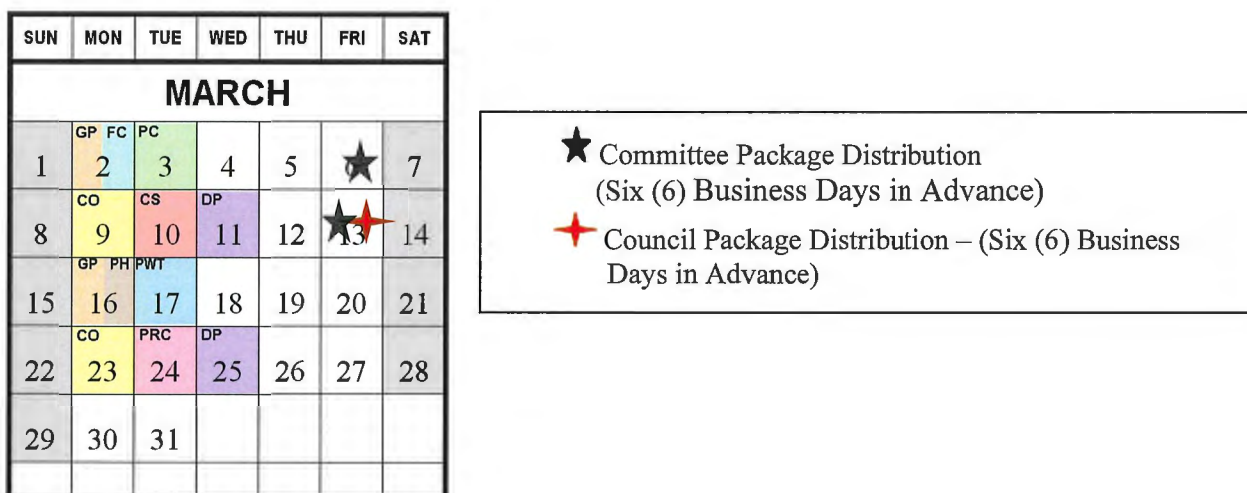 SUN MON TUE WED THU FRI SAT
MARCH
GP FC PC
1 2 3 4 5 6 7
CO CS DP
8 9 10 11 12 13 14
GP PH PWT
15 16 17 18 19 20 21
CO PRC DP
22 23 24 25 26 27 28
29 30 31
Committee Package Distribution
(Six (6) Business Days in Advance)
Council Package Distribution – (Six (6) Business
Days in Advance)